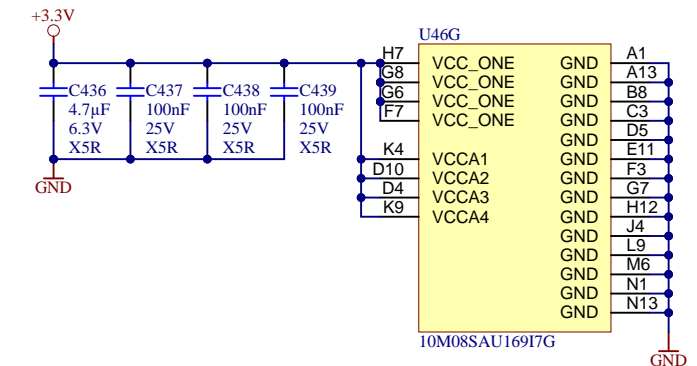 +3.3V
U46G
C436
4.7µF
6.3V
X5R
C437
100nF
25V
X5R
C438
100nF
25V
X5R
C439
100nF
25V
X5R
GND
H7 VCC_ONE GND A1
G8 VCC_ONE GND A13
G6 VCC_ONE GND B8
F7 VCC_ONE GND C3
GND D5
K4 VCCA1 GND E11
D10 VCCA2 GND F3
D4 VCCA3 GND G7
K9 VCCA4 GND H12
GND J4
GND L9
GND M6
GND N1
GND N13
10M08SAU169I7G
GND